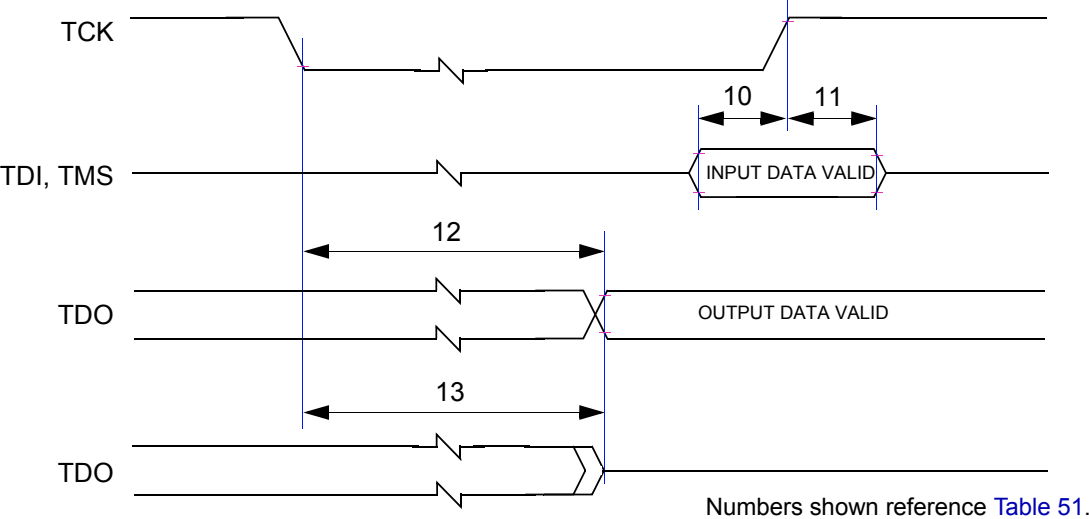 TCK
10
11
TDI, TMS
INPUT DATA VALID
12
TDO
OUTPUT DATA VALID
13
TDO
Numbers shown reference Table 51.